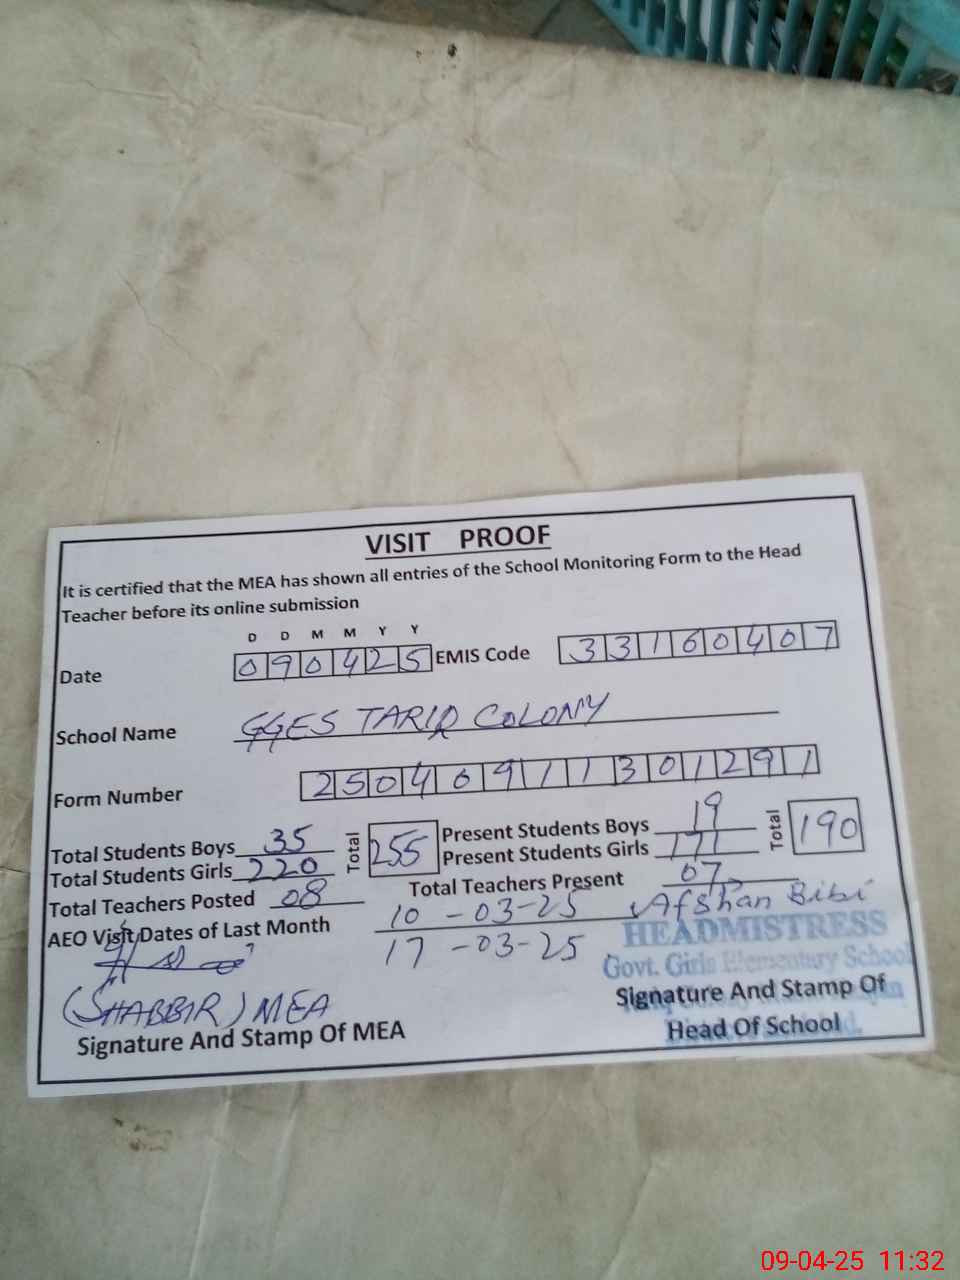 VISIT PROOF
It is certified that the MEA has shown all entries of the School Monitoring Form to the Head
Teacher before its online submission
D D M M Y Y
Date 090425 EMIS Code 33160407
School Name GGES TARIQ COLONY
Form Number 25040911301291
Total Students Boys 35 Total 255 Present Students Boys 19 Total 190
Total Students Girls 220 Present Students Girls 171
Total Teachers Posted 08 Total Teachers Present 07
AEO Visit Dates of Last Month 10-03-25 Afshan Bibi
17-03-25 HEADMISTRESS
Govt. Girls Elementary School
(SHABBIR) MEA Signature And Stamp Of
Signature And Stamp Of MEA Head Of School
09-04-25 11:32